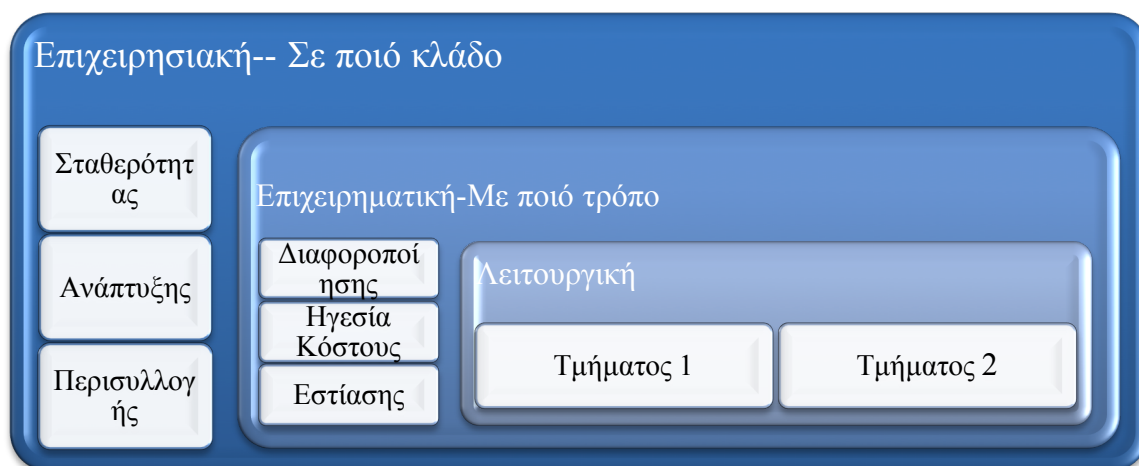 Επιχειρησιακή-- Σε ποιό κλάδο
Σταθερότητ
ας
Ανάπτυξης
Περισυλλογ
ής
Επιχειρηματική-Με ποιό τρόπο
Διαφοροποί
ησης
Ηγεσία
Κόστους
Εστίασης
Λειτουργική
Τμήματος 1
Τμήματος 2